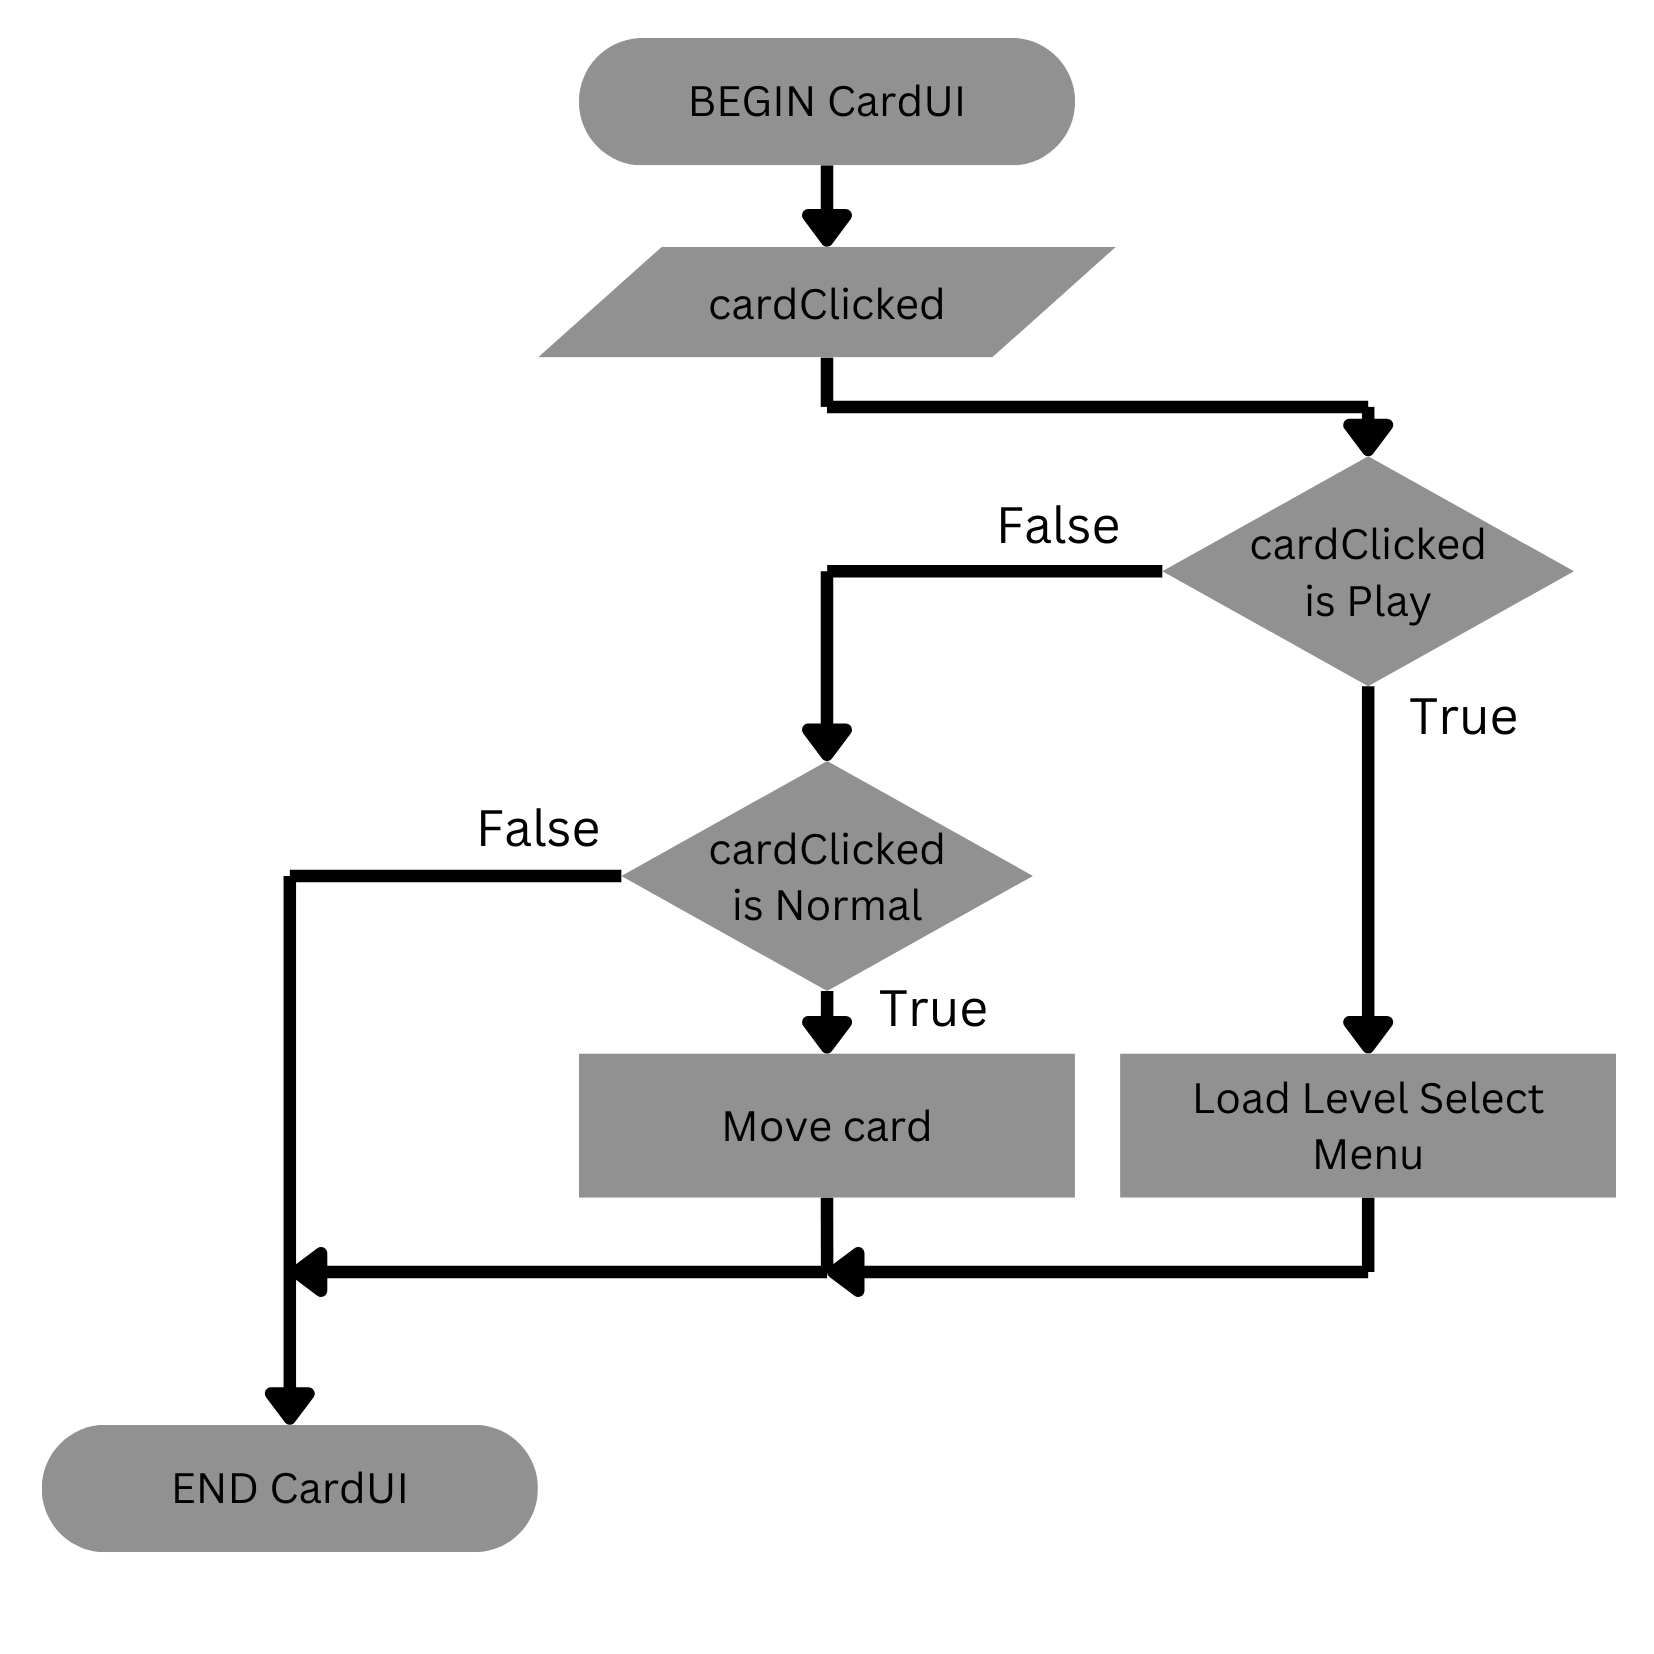 BEGIN CardUI
cardClicked
False
cardClicked
is Play
True
False
cardClicked
is Normal
True
Move card
Load Level Select
Menu
END CardUI